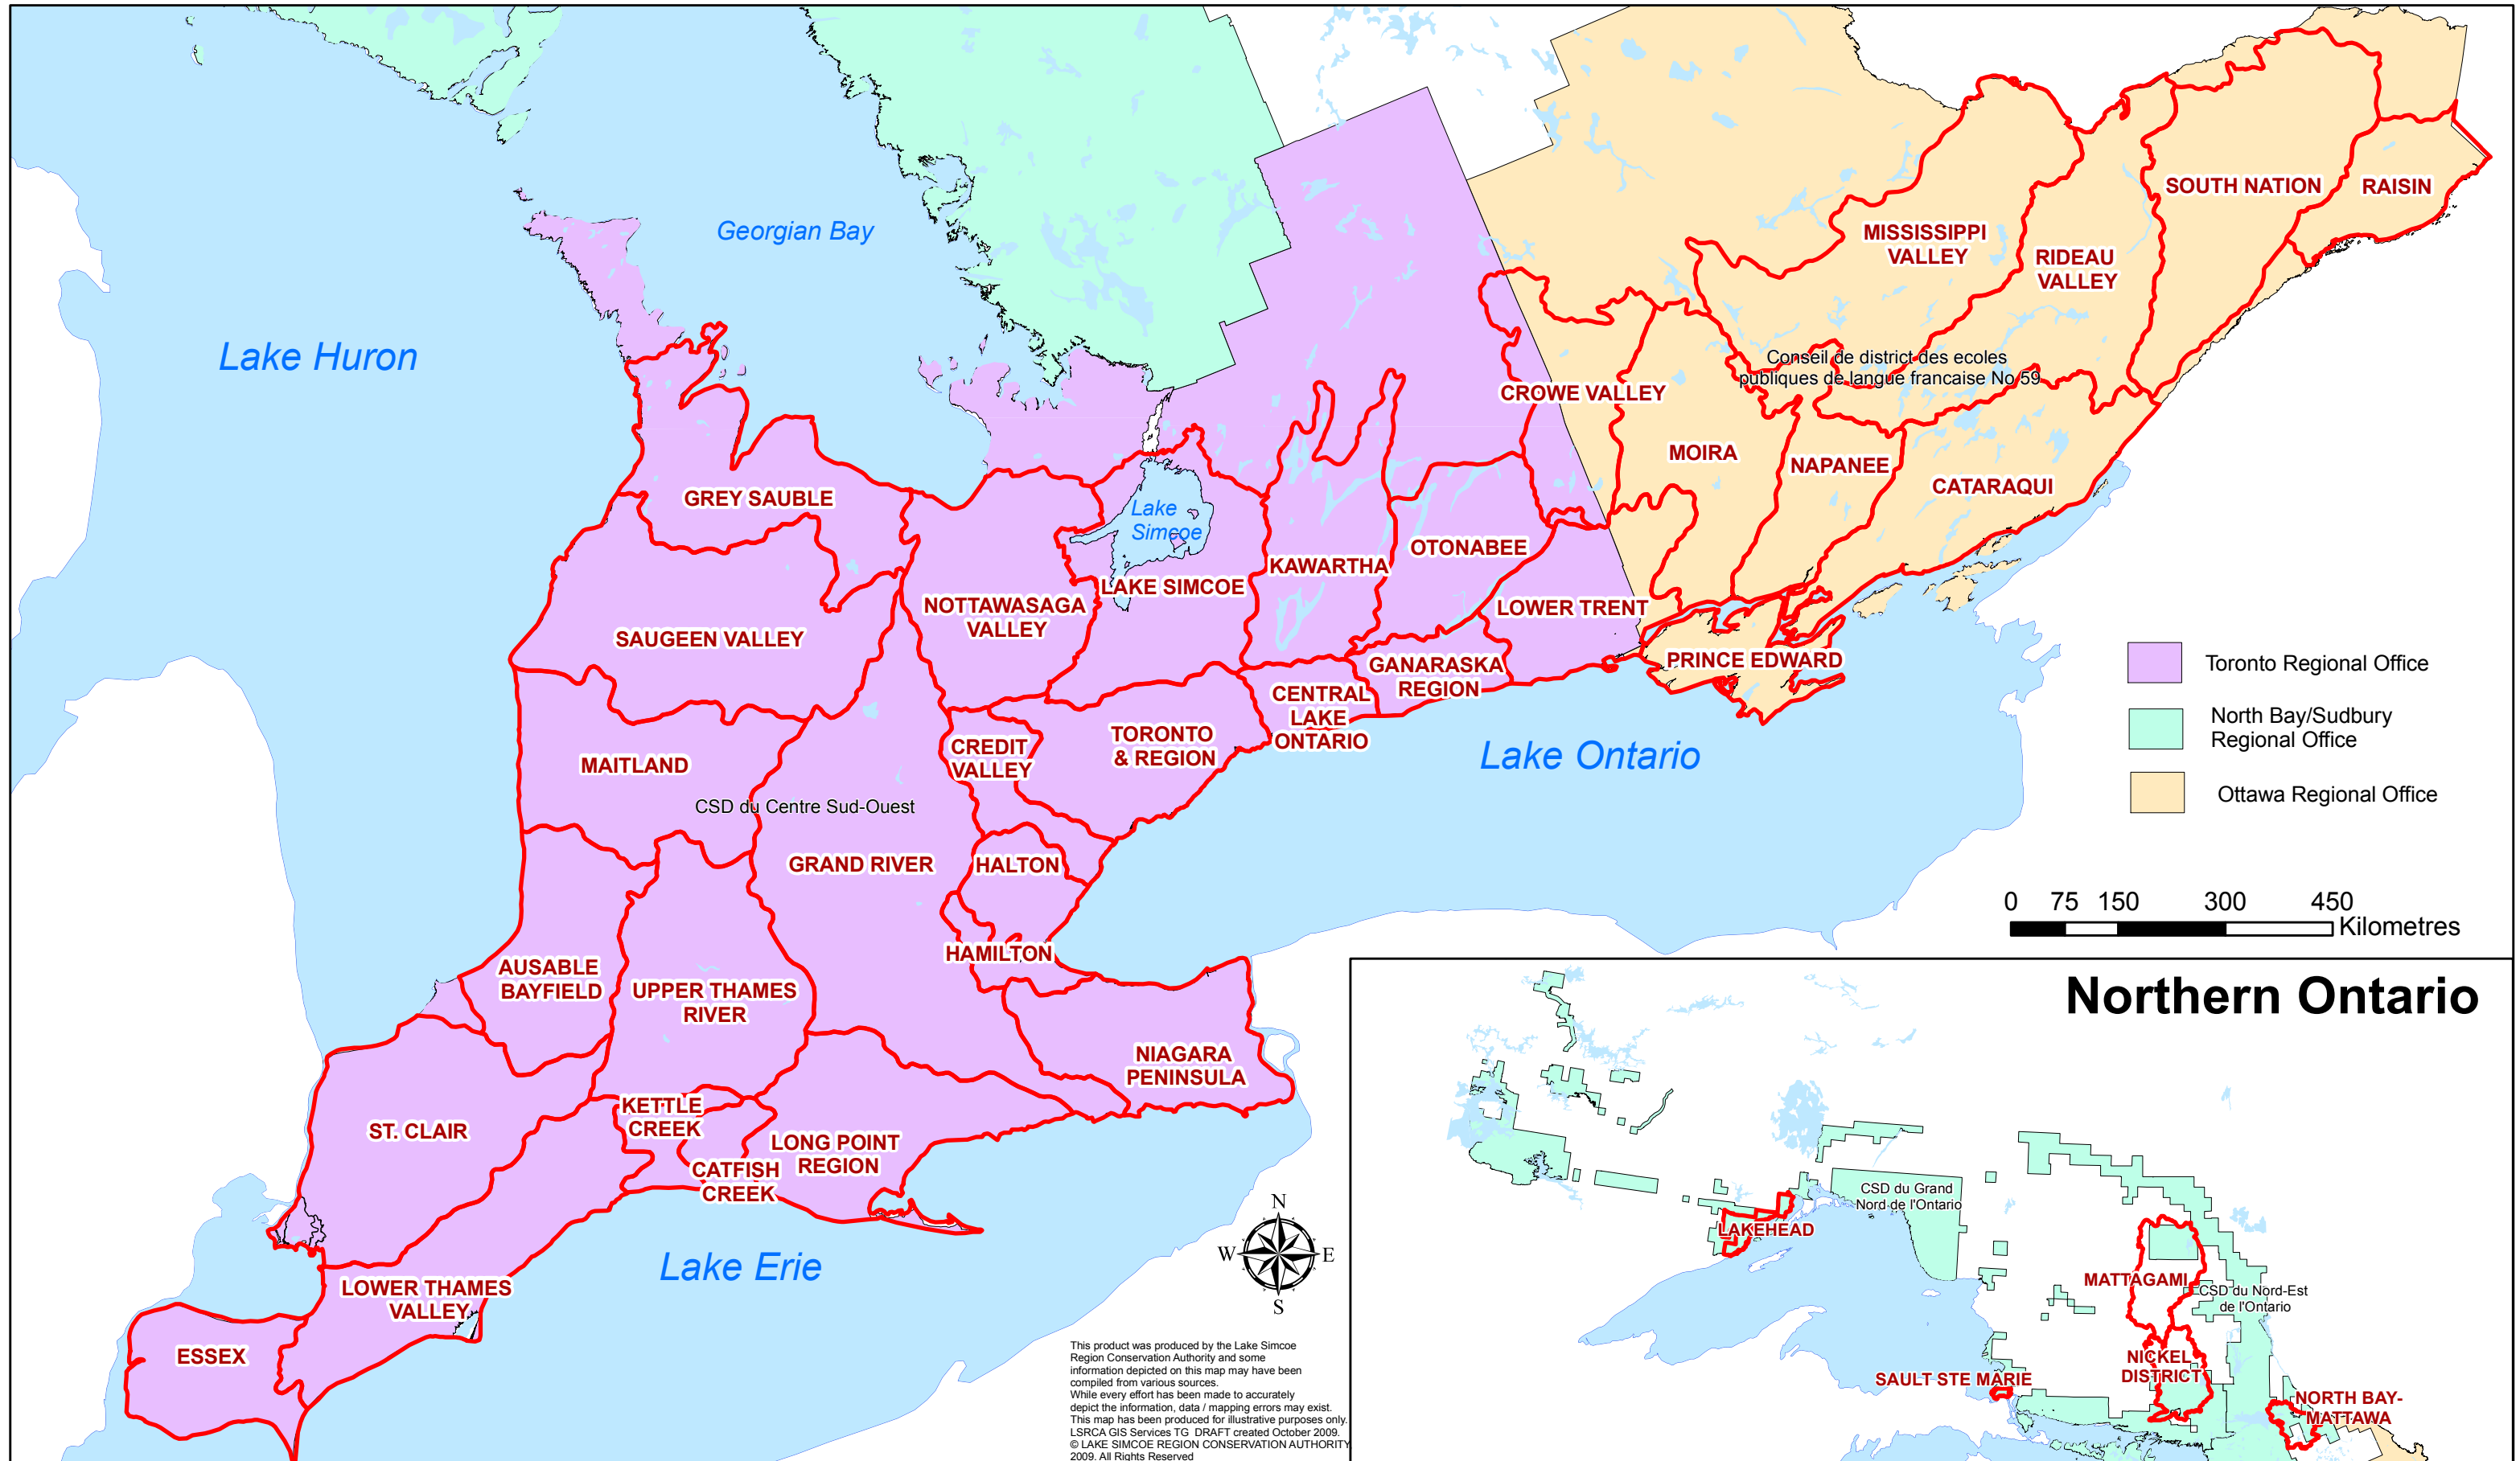 Georgian Bay
Lake Huron
SOUTH NATION
RAISIN
MISSISSIPPI
VALLEY
RIDEAU
VALLEY
Conseil de district des ecoles
publiques de langue francaise No 59
CROWE VALLEY
MOIRA
NAPANEE
CATARAQUI
GREY SAUBLE
Lake
Simcoe
OTONABEE
KAWARTHA
LAKE SIMCOE
NOTTAWASAGA
VALLEY
LOWER TRENT
SAUGEEN VALLEY
GANARASKA
REGION
PRINCE EDWARD
CENTRAL
LAKE
ONTARIO
TORONTO
& REGION
CREDIT
VALLEY
Lake Ontario
MAITLAND
CSD du Centre Sud-Ouest
GRAND RIVER
HALTON
HAMILTON
AUSABLE
BAYFIELD
UPPER THAMES
RIVER
NIAGARA
PENINSULA
KETTLE
CREEK
ST. CLAIR
LONG POINT
REGION
CATFISH
CREEK
Lake Erie
LOWER THAMES
VALLEY
ESSEX
N
W
E
S
Toronto Regional Office
North Bay/Sudbury
Regional Office
Ottawa Regional Office
0 75 150 300 450
Kilometres
Northern Ontario
CSD du Grand
Nord de l'Ontario
LAKEHEAD
MATTAGAMI
CSD du Nord-Est
de l'Ontario
NICKEL
DISTRICT
SAULT STE MARIE
NORTH BAY-
MATTAWA
This product was produced by the Lake Simcoe
Region Conservation Authority and some
information depicted on this map may have been
compiled from various sources.
While every effort has been made to accurately
depict the information, data / mapping errors may exist.
This map has been produced for illustrative purposes only.
LSRCA GIS Services TG DRAFT created October 2009.
© LAKE SIMCOE REGION CONSERVATION AUTHORITY
2009. All Rights Reserved